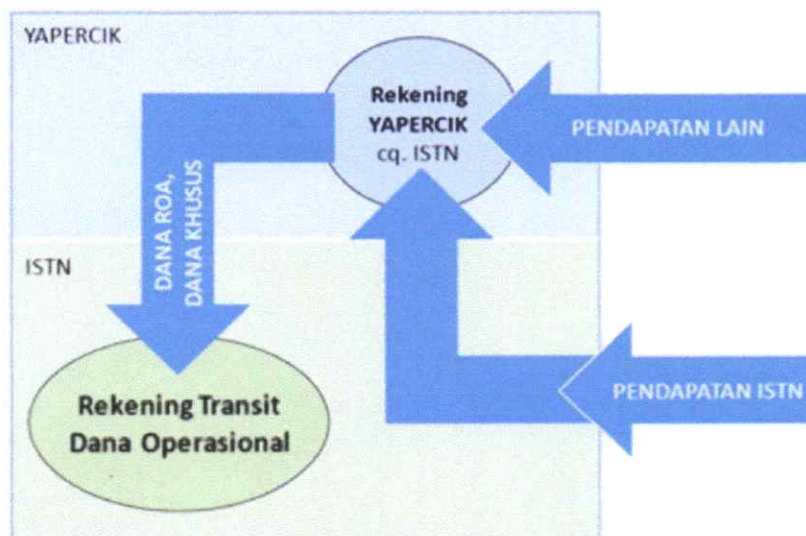 YAPERCIK
Rekening
YAPERCIK
cq. ISTN
PENDAPATAN LAIN
DANA ROA,
DANA KHUSUS
ISTN
Rekening Transit
Dana Operasional
PENDAPATAN ISTN